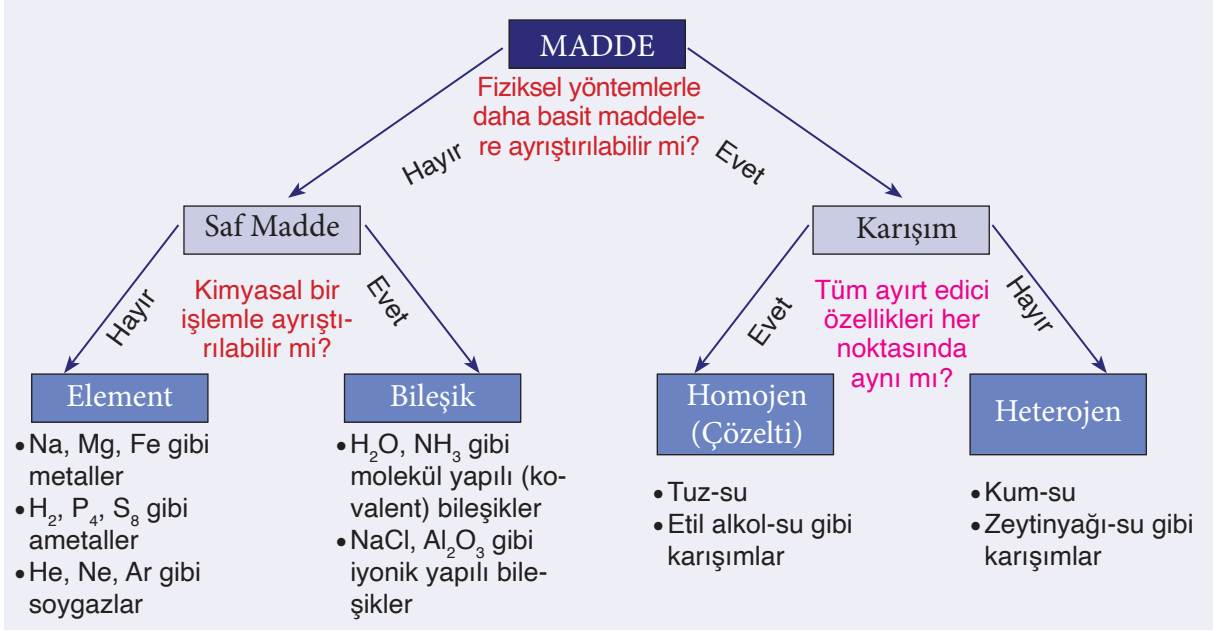 MADDE
Fiziksel yöntemlerle
daha basit maddele-
re ayrıştırılabilir mi?
Hayır
Evet
Saf Madde
Karışım
Kimyasal bir
işlemle ayrıştı-
rılabilir mi?
Hayır
Evet
Tüm ayırt edici
özellikleri her
noktasında
aynı mı?
Evet
Hayır
Element
•Na, Mg, Fe gibi
metaller
•H₂, P₄, S₈ gibi
ametaller
•He, Ne, Ar gibi
soygazlar
Bileşik
•H₂O, NH₃ gibi
molekül yapılı (ko-
valent) bileşikler
•NaCl, Al₂O₃ gibi
iyonik yapılı bile-
şikler
Homojen
(Çözelti)
•Tuz-su
•Etil alkol-su gibi
karışımlar
Heterojen
•Kum-su
•Zeytinyağı-su gibi
karışımlar